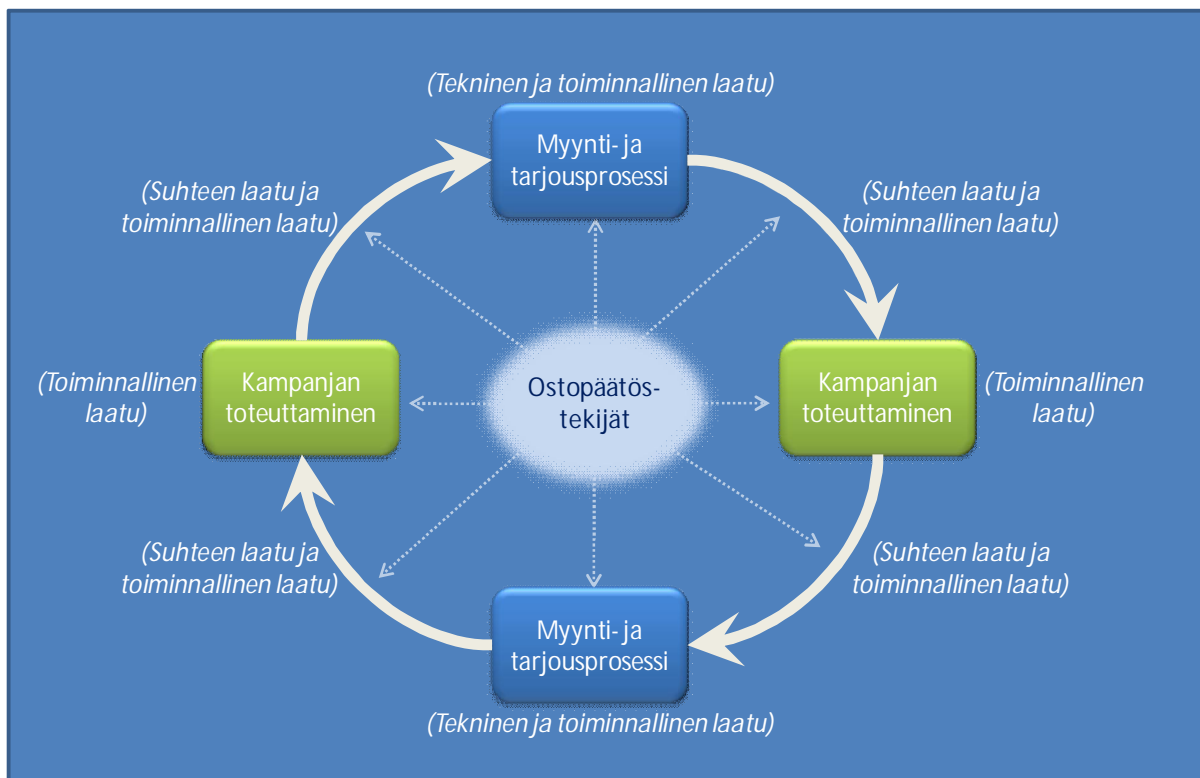 (Tekninen ja toiminnallinen laatu)
Myynti- ja
tarjousprosessi
(Suhteen laatu ja
toiminnallinen laatu)
(Suhteen laatu ja
toiminnallinen laatu)
(Toiminnallinen
laatu)
Kampanjan
toteuttaminen
Ostopäätös-
tekijät
Kampanjan
toteuttaminen
(Toiminnallinen
laatu)
(Suhteen laatu ja
toiminnallinen laatu)
(Suhteen laatu ja
toiminnallinen laatu)
Myynti- ja
tarjousprosessi
(Tekninen ja toiminnallinen laatu)